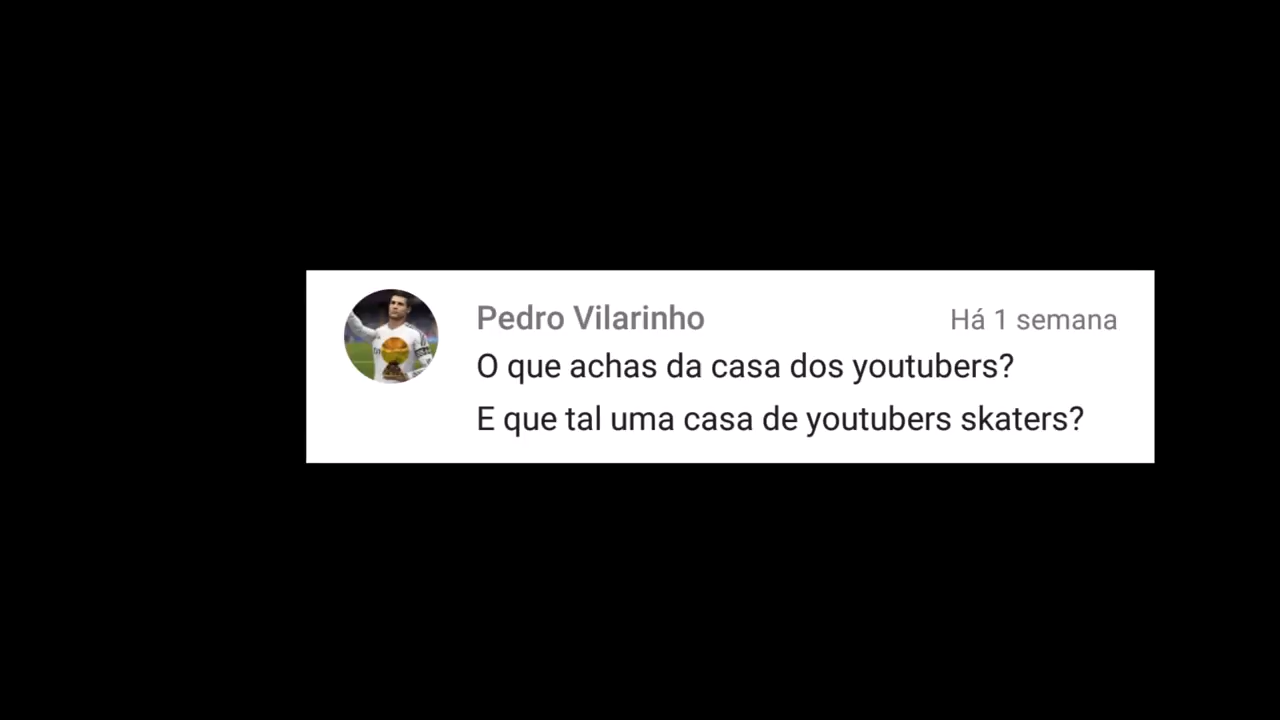 Pedro Vilarinho Há 1 semana
O que achas da casa dos youtubers?
E que tal uma casa de youtubers skaters?